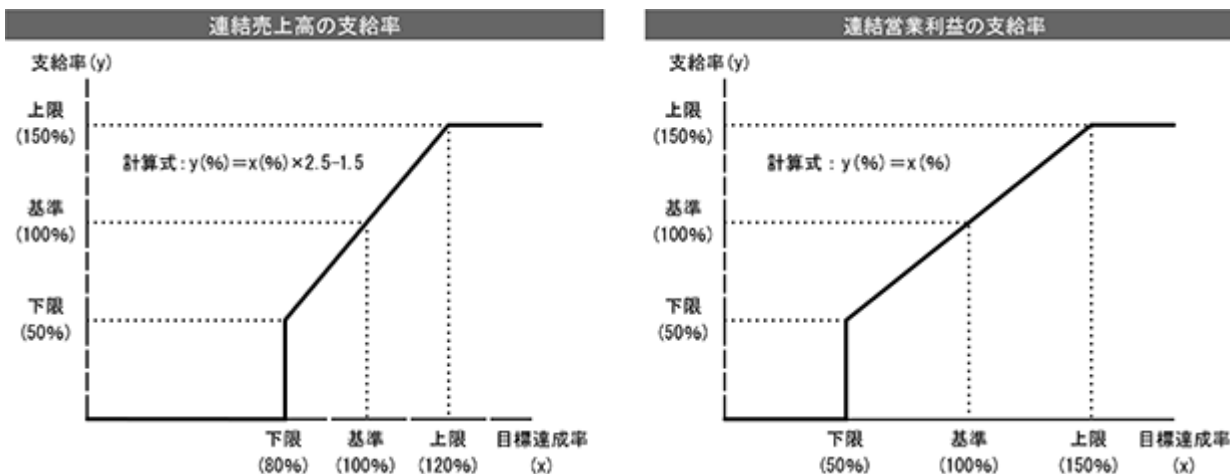 連結売上高の支給率
支給率(y)
上限
(150%)
計算式:y(%)=x(%)×2.5-1.5
基準
(100%)
下限
(50%)
下限
(80%)
基準
(100%)
上限
(120%)
目標達成率
(x)
連結営業利益の支給率
支給率(y)
上限
(150%)
計算式:y(%)=x(%)
基準
(100%)
下限
(50%)
下限
(50%)
基準
(100%)
上限
(150%)
目標達成率
(x)